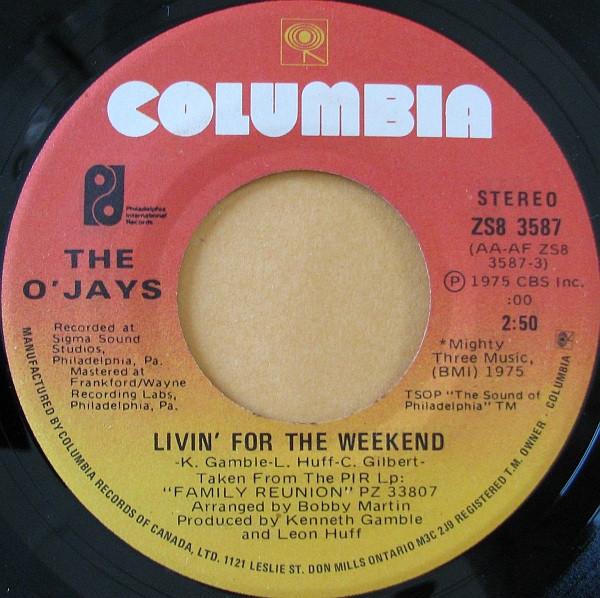 COLUMBIA
Philadelphia
International
Records
STEREO
ZS8 3587
(AA-AF ZS8
3587-3)
Ⓟ 1975 CBS Inc.
:00
2:50
THE
O'JAYS
Recorded at
Sigma Sound
Studios,
Philadelphia, Pa.
Mastered at
Frankford/Wayne
Recording Labs,
Philadelphia, Pa.
*Mighty
Three Music,
(BMI) 1975
TSOP "The Sound of
Philadelphia" TM
LIVIN' FOR THE WEEKEND
-K. Gamble-L. Huff-C. Gilbert-
Taken From The PIR Lp:
"FAMILY REUNION" PZ 33807
Arranged by Bobby Martin
Produced by Kenneth Gamble
and Leon Huff
MANUFACTURED BY COLUMBIA RECORDS OF CANADA, LTD. 1121 LESLIE ST. DON MILLS ONTARIO M3C 2J9 REGISTERED T.M. OWNER · COLUMBIA